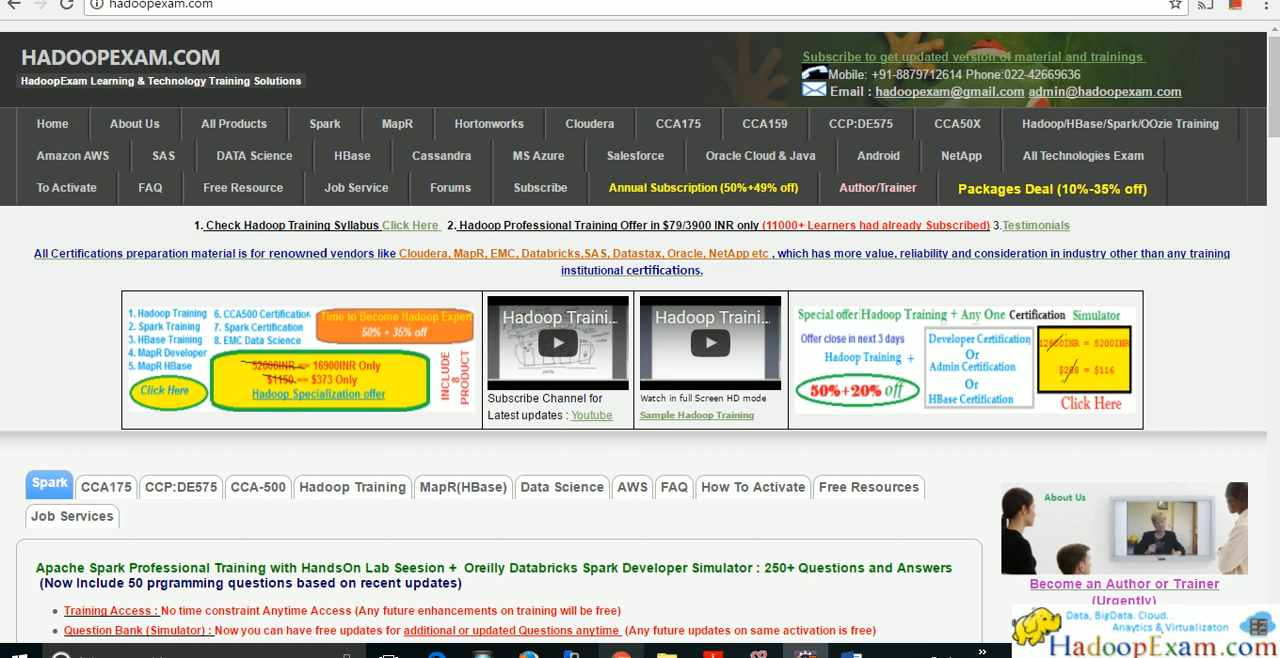 hadoopexam.com
HADOOPEXAM.COM
HadoopExam Learning & Technology Training Solutions
Subscribe to get updated version of material and trainings
Mobile: +91-8879712614 Phone:022-42669636
Email : hadoopexam@gmail.com admin@hadoopexam.com
Home About Us All Products Spark MapR Hortonworks Cloudera CCA175 CCA159 CCP:DE575 CCA50X Hadoop/HBase/Spark/OOzie Training
Amazon AWS SAS DATA Science HBase Cassandra MS Azure Salesforce Oracle Cloud & Java Android NetApp All Technologies Exam
To Activate FAQ Free Resource Job Service Forums Subscribe Annual Subscription (50%+49% off) Author/Trainer Packages Deal (10%-35% off)
1. Check Hadoop Training Syllabus Click Here 2. Hadoop Professional Training Offer in $79/3900 INR only (11000+ Learners had already Subscribed) 3.Testimonials
All Certifications preparation material is for renowned vendors like Cloudera, MapR, EMC, Databricks,SAS, Datastax, Oracle, NetApp etc , which has more value, reliability and consideration in industry other than any training
institutional certifications.
1. Hadoop Training
2. Spark Training
3. HBase Training
4. MapR Developer
5. MapR HBase
Click Here
6. CCA500 Certification
7. Spark Certification
8. EMC Data Science
Time to Become Hadoop Expert
50% + 35% off
52000INR == 16900INR Only
$1150 == $373 Only
Hadoop Specialization offer
INCLUDE
8
PRODUCT
Hadoop Traini...
Subscribe Channel for
Latest updates : Youtube
Hadoop Traini...
Watch in full Screen HD mode
Sample Hadoop Training
Special offer Hadoop Training + Any One Certification Simulator
Offer close in next 3 days
Hadoop Training +
50%+20% off
Developer Certification
Or
Admin Certification
Or
HBase Certification
= 5200INR
= $116
Click Here
Spark CCA175 CCP:DE575 CCA-500 Hadoop Training MapR(HBase) Data Science AWS FAQ How To Activate Free Resources
Job Services
Apache Spark Professional Training with HandsOn Lab Seesion + Oreilly Databricks Spark Developer Simulator : 250+ Questions and Answers
(Now Include 50 prgramming questions based on recent updates)
Training Access : No time constraint Anytime Access (Any future enhancements on training will be free)
Question Bank (Simulator) : Now you can have free updates for additional or updated Questions anytime (Any future updates on same activation is free)
About Us
Become an Author or Trainer
(Urgently)
Data, BigData. Cloud..
Anaytics & Virtualizaton
HadoopExam.com